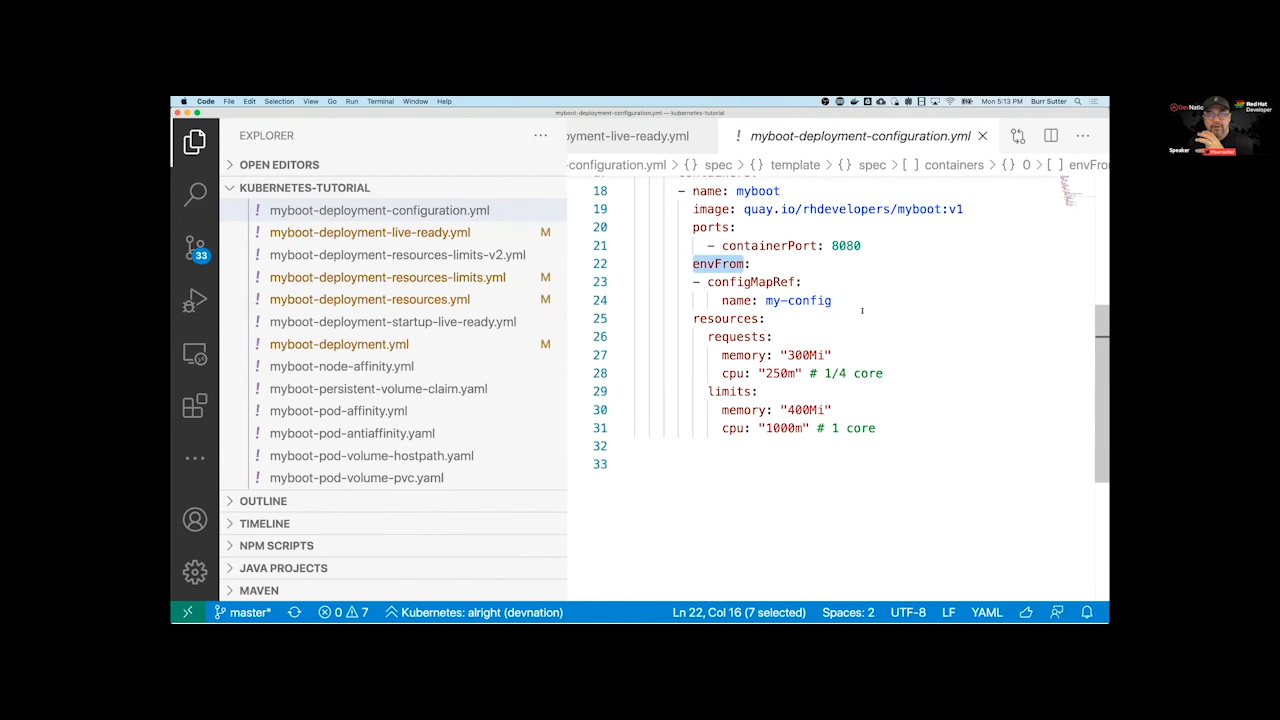 Code File Edit Selection View Go Run Terminal Window Help Mon 5:13 PM Burr Sutter
myboot-deployment-configuration.yml — kubernetes-tutorial
EXPLORER
OPEN EDITORS
KUBERNETES-TUTORIAL
! myboot-deployment-configuration.yml
! myboot-deployment-live-ready.yml M
! myboot-deployment-resources-limits-v2.yml
! myboot-deployment-resources-limits.yml M
! myboot-deployment-resources.yml M
! myboot-deployment-startup-live-ready.yml
! myboot-deployment.yml M
! myboot-node-affinity.yml
! myboot-persistent-volume-claim.yaml
! myboot-pod-affinity.yml
! myboot-pod-antiaffinity.yaml
! myboot-pod-volume-hostpath.yaml
! myboot-pod-volume-pvc.yaml
OUTLINE
TIMELINE
NPM SCRIPTS
JAVA PROJECTS
MAVEN
33
oyment-live-ready.yml ! myboot-deployment-configuration.yml
configuration.yml > {} spec > {} template > {} spec > [ ] containers > {} 0 > [ ] envFro
18 - name: myboot
19 image: quay.io/rhdevelopers/myboot:v1
20 ports:
21 - containerPort: 8080
22 envFrom:
23 - configMapRef:
24 name: my-config
25 resources:
26 requests:
27 memory: "300Mi"
28 cpu: "250m" # 1/4 core
29 limits:
30 memory: "400Mi"
31 cpu: "1000m" # 1 core
32
33
master* 0 7 Kubernetes: alright (devnation) Ln 22, Col 16 (7 selected) Spaces: 2 UTF-8 LF YAML
DevNatio
Red Hat
Developer
Speaker